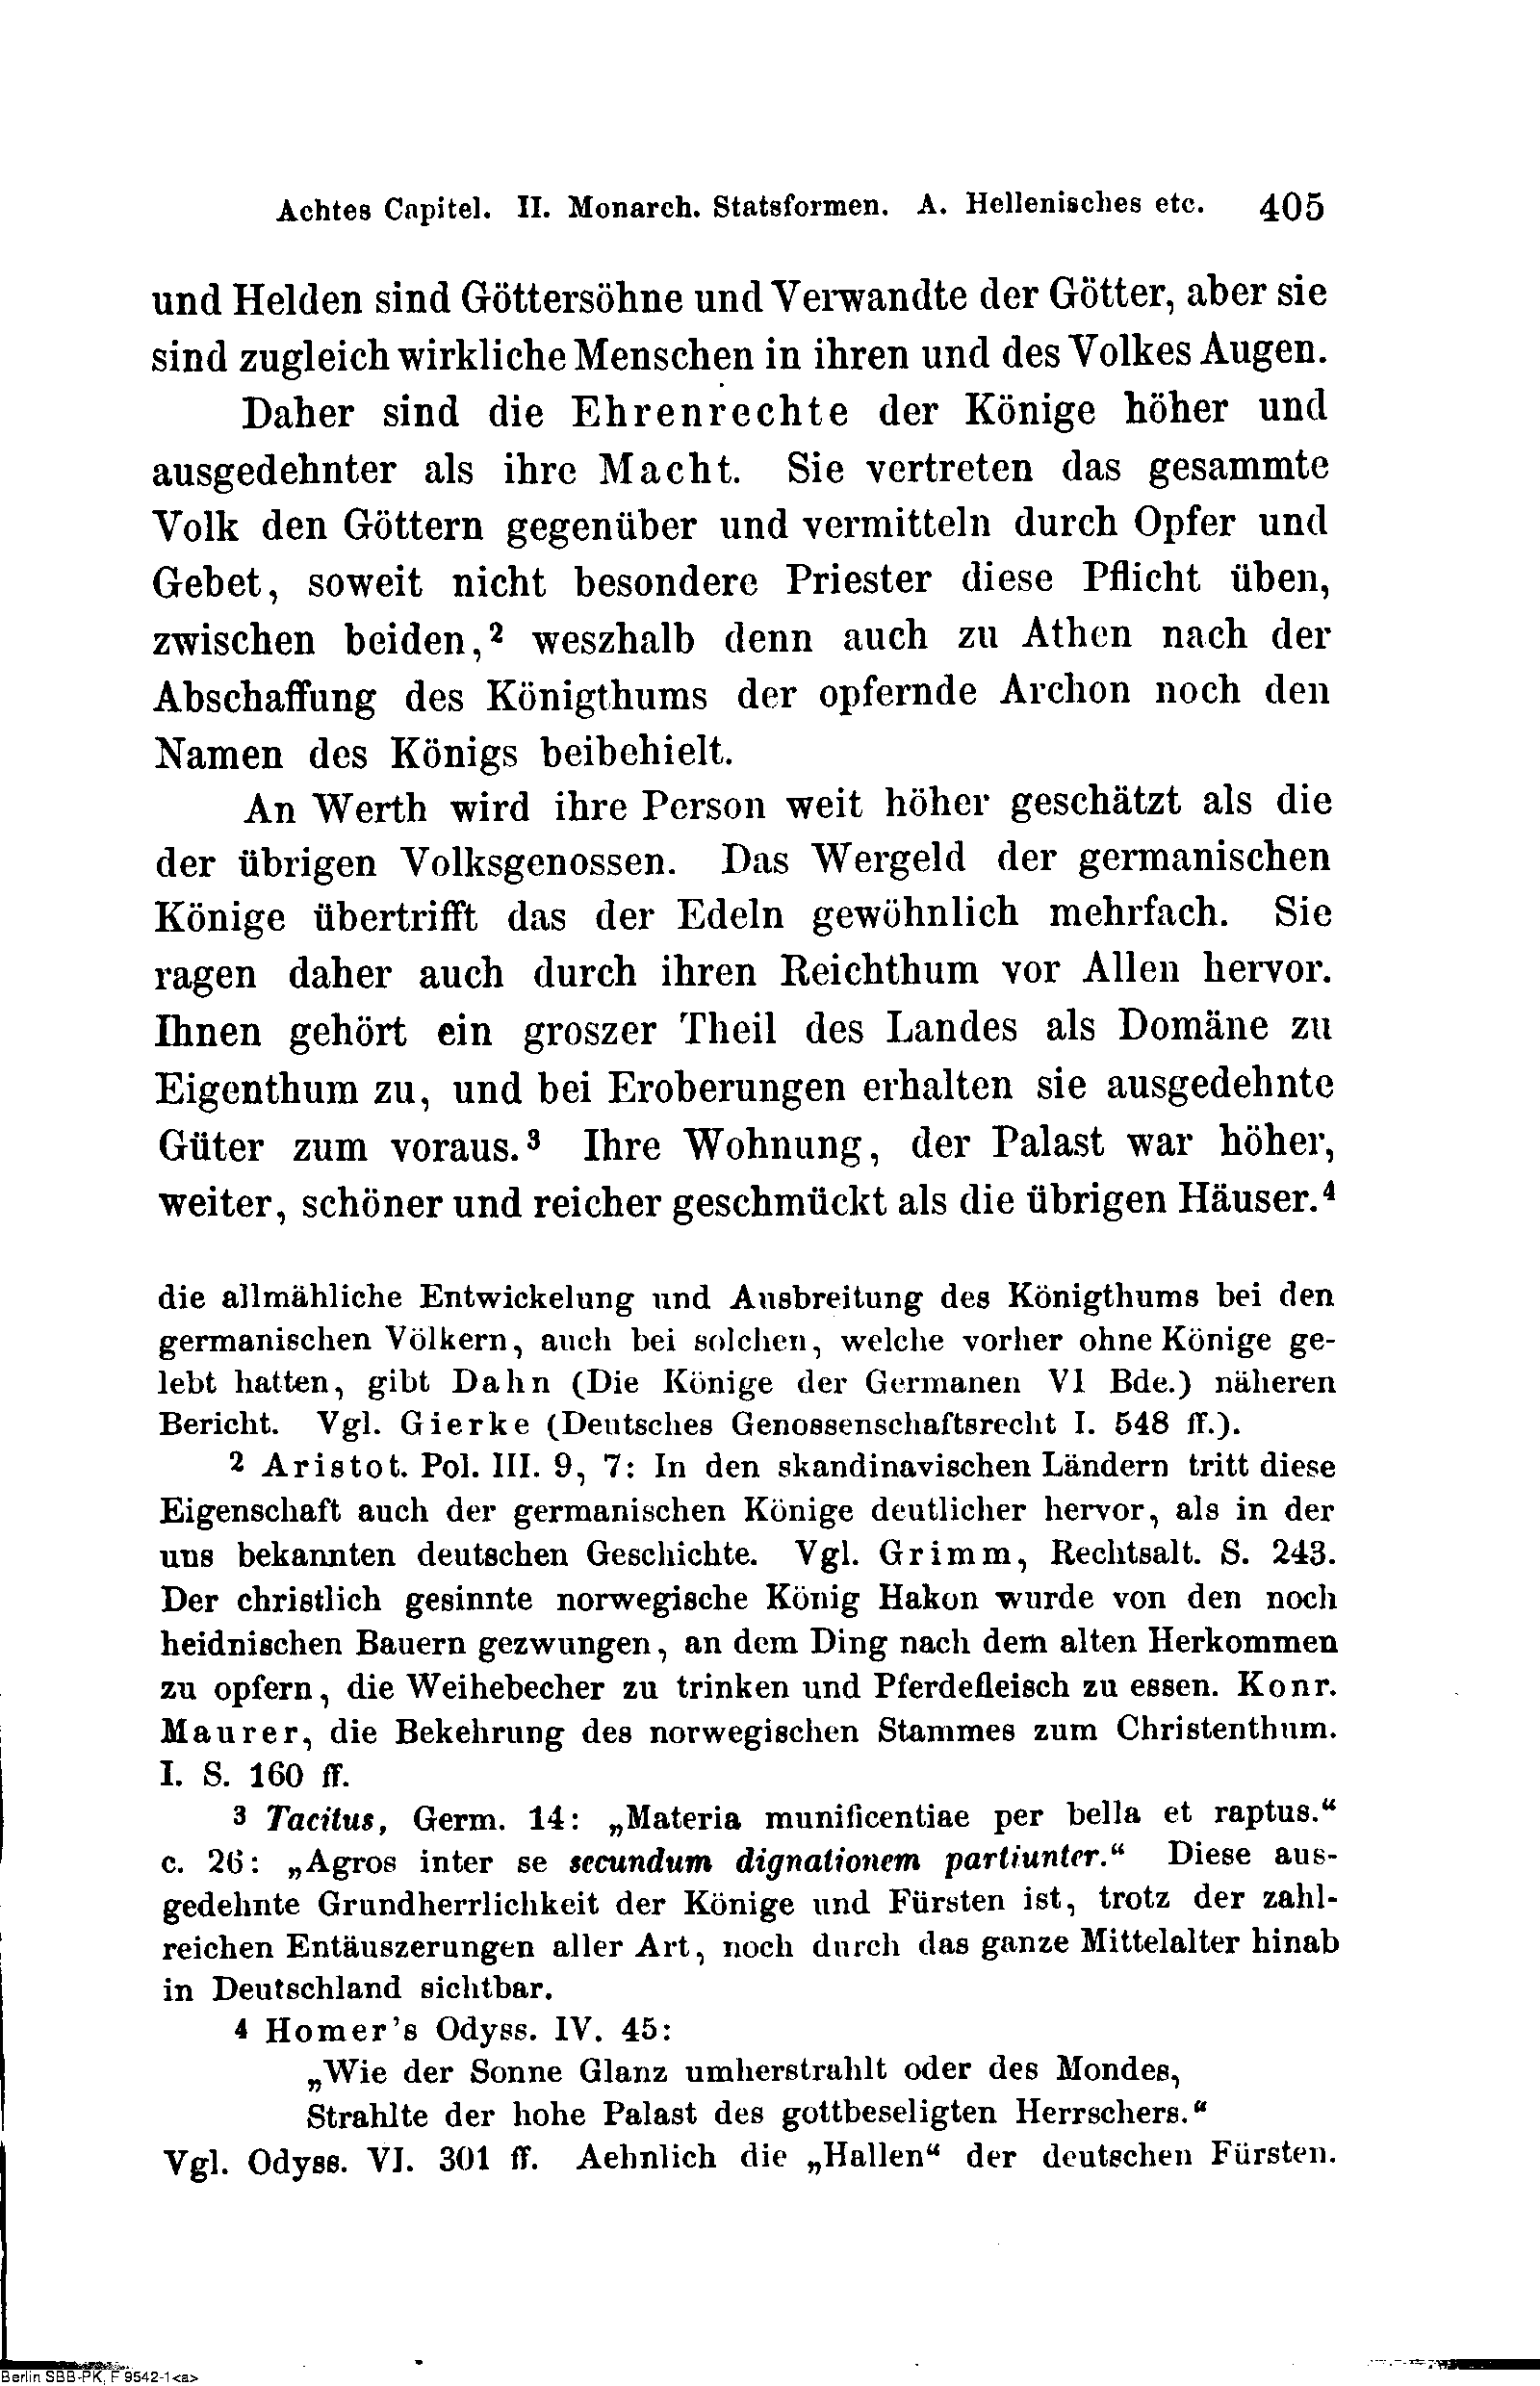 Achtes Capitel. II. Monarch. Statsformen. A. Hellenisches etc. 405
und Helden sind Göttersöhne und Verwandte der Götter, aber sie
sind zugleich wirkliche Menschen in ihren und des Volkes Augen.
Daher sind die Ehrenrechte der Könige höher und
ausgedehnter als ihre Macht. Sie vertreten das gesammte
Volk den Göttern gegenüber und vermitteln durch Opfer und
Gebet, soweit nicht besondere Priester diese Pflicht üben,
zwischen beiden,² weszhalb denn auch zu Athen nach der
Abschaffung des Königthums der opfernde Archon noch den
Namen des Königs beibehielt.
An Werth wird ihre Person weit höher geschätzt als die
der übrigen Volksgenossen. Das Wergeld der germanischen
Könige übertrifft das der Edeln gewöhnlich mehrfach. Sie
ragen daher auch durch ihren Reichthum vor Allen hervor.
Ihnen gehört ein groszer Theil des Landes als Domäne zu
Eigenthum zu, und bei Eroberungen erhalten sie ausgedehnte
Güter zum voraus.³ Ihre Wohnung, der Palast war höher,
weiter, schöner und reicher geschmückt als die übrigen Häuser.⁴
die allmähliche Entwickelung und Ausbreitung des Königthums bei den
germanischen Völkern, auch bei solchen, welche vorher ohne Könige ge-
lebt hatten, gibt Dahn (Die Könige der Germanen VI Bde.) näheren
Bericht. Vgl. Gierke (Deutsches Genossenschaftsrecht I. 548 ff.).
² Aristot. Pol. III. 9, 7: In den skandinavischen Ländern tritt diese
Eigenschaft auch der germanischen Könige deutlicher hervor, als in der
uns bekannten deutschen Geschichte. Vgl. Grimm, Rechtsalt. S. 243.
Der christlich gesinnte norwegische König Hakon wurde von den noch
heidnischen Bauern gezwungen, an dem Ding nach dem alten Herkommen
zu opfern, die Weihebecher zu trinken und Pferdefleisch zu essen. Konr.
Maurer, die Bekehrung des norwegischen Stammes zum Christenthum.
I. S. 160 ff.
³ Tacitus, Germ. 14: „Materia munificentiae per bella et raptus.“
c. 26: „Agros inter se secundum dignationem partiunter.“ Diese aus-
gedehnte Grundherrlichkeit der Könige und Fürsten ist, trotz der zahl-
reichen Entäuszerungen aller Art, noch durch das ganze Mittelalter hinab
in Deutschland sichtbar.
⁴ Homer's Odyss. IV. 45:
„Wie der Sonne Glanz umherstrahlt oder des Mondes,
Strahlte der hohe Palast des gottbeseligten Herrschers.“
Vgl. Odyss. VI. 301 ff. Aehnlich die „Hallen“ der deutschen Fürsten.
Berlin SBB-PK, F 9542-1<a>